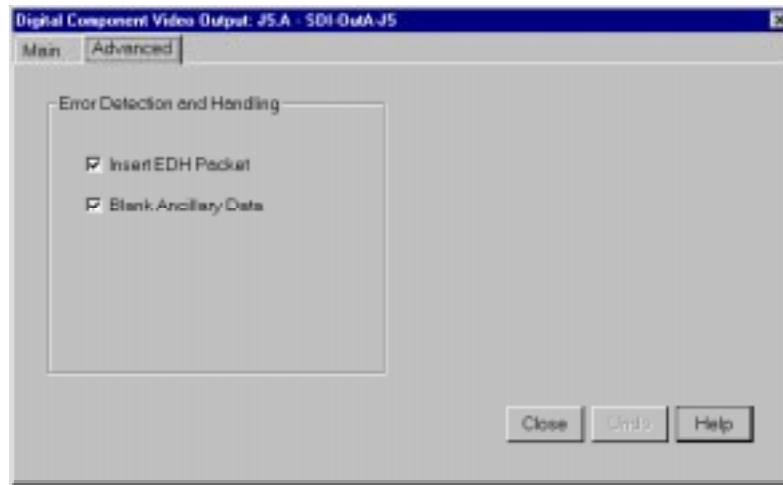 Digital Component Video Output: J5.A - SDI-OutA-J5
Main Advanced
Error Detection and Handling
Insert EDH Packet
Blank Ancillary Data
Close Undo Help